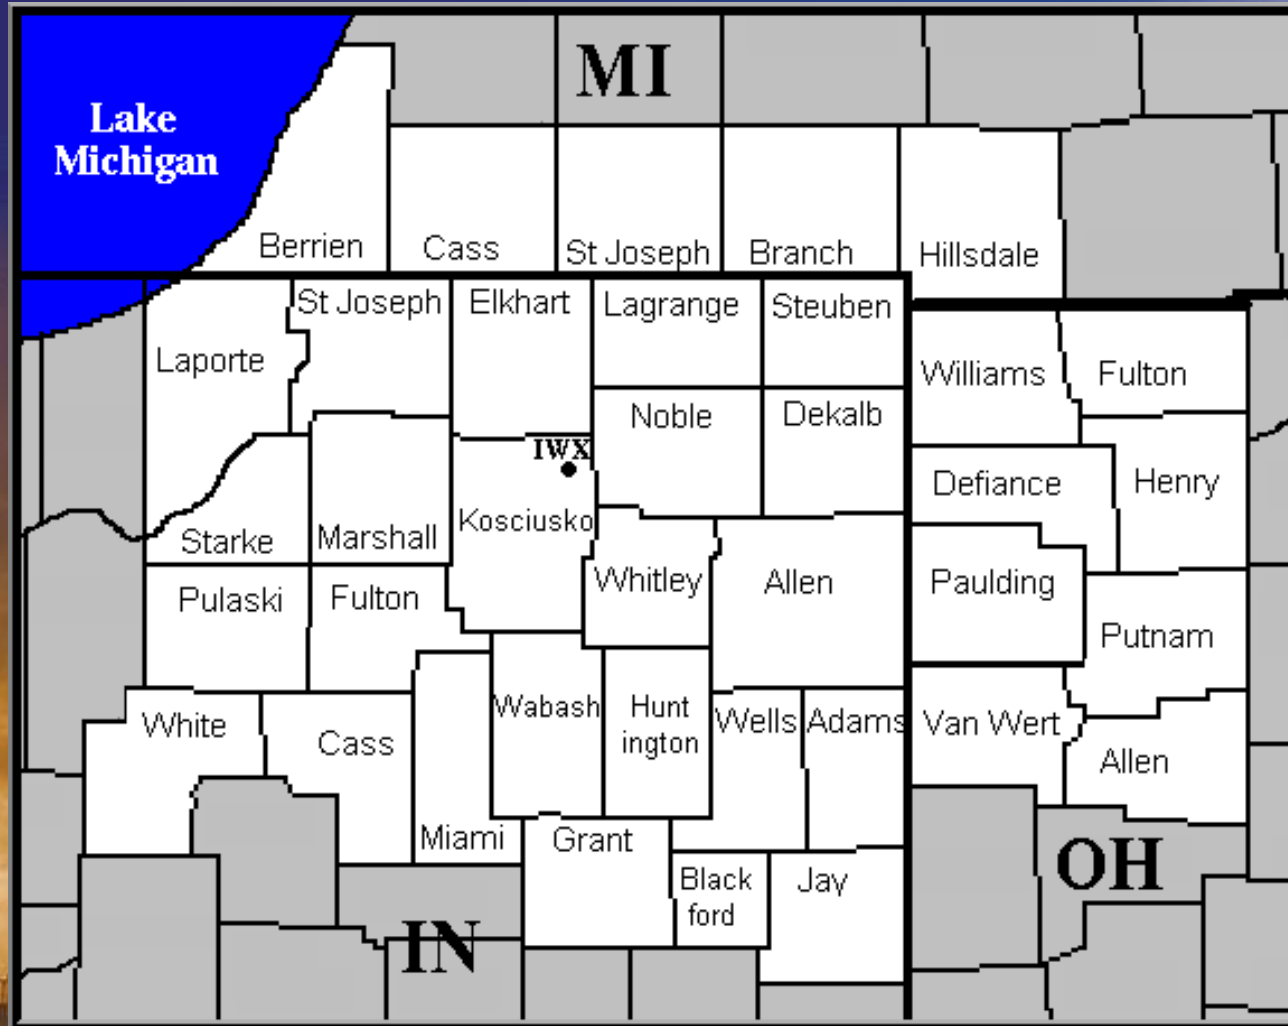 MI
Lake
Michigan
Berrien
Cass
St Joseph
Branch
Hillsdale
St Joseph
Elkhart
Lagrange
Steuben
Laporte
Williams
Fulton
Noble
Dekalb
IWX
Defiance
Henry
Kosciusko
Starke
Marshall
Whitley
Allen
Paulding
Pulaski
Fulton
Putnam
Wabash
Hunt
ington
White
Cass
Wells
Adams
Van Wert
Allen
Miami
Grant
Black
ford
Jay
OH
IN